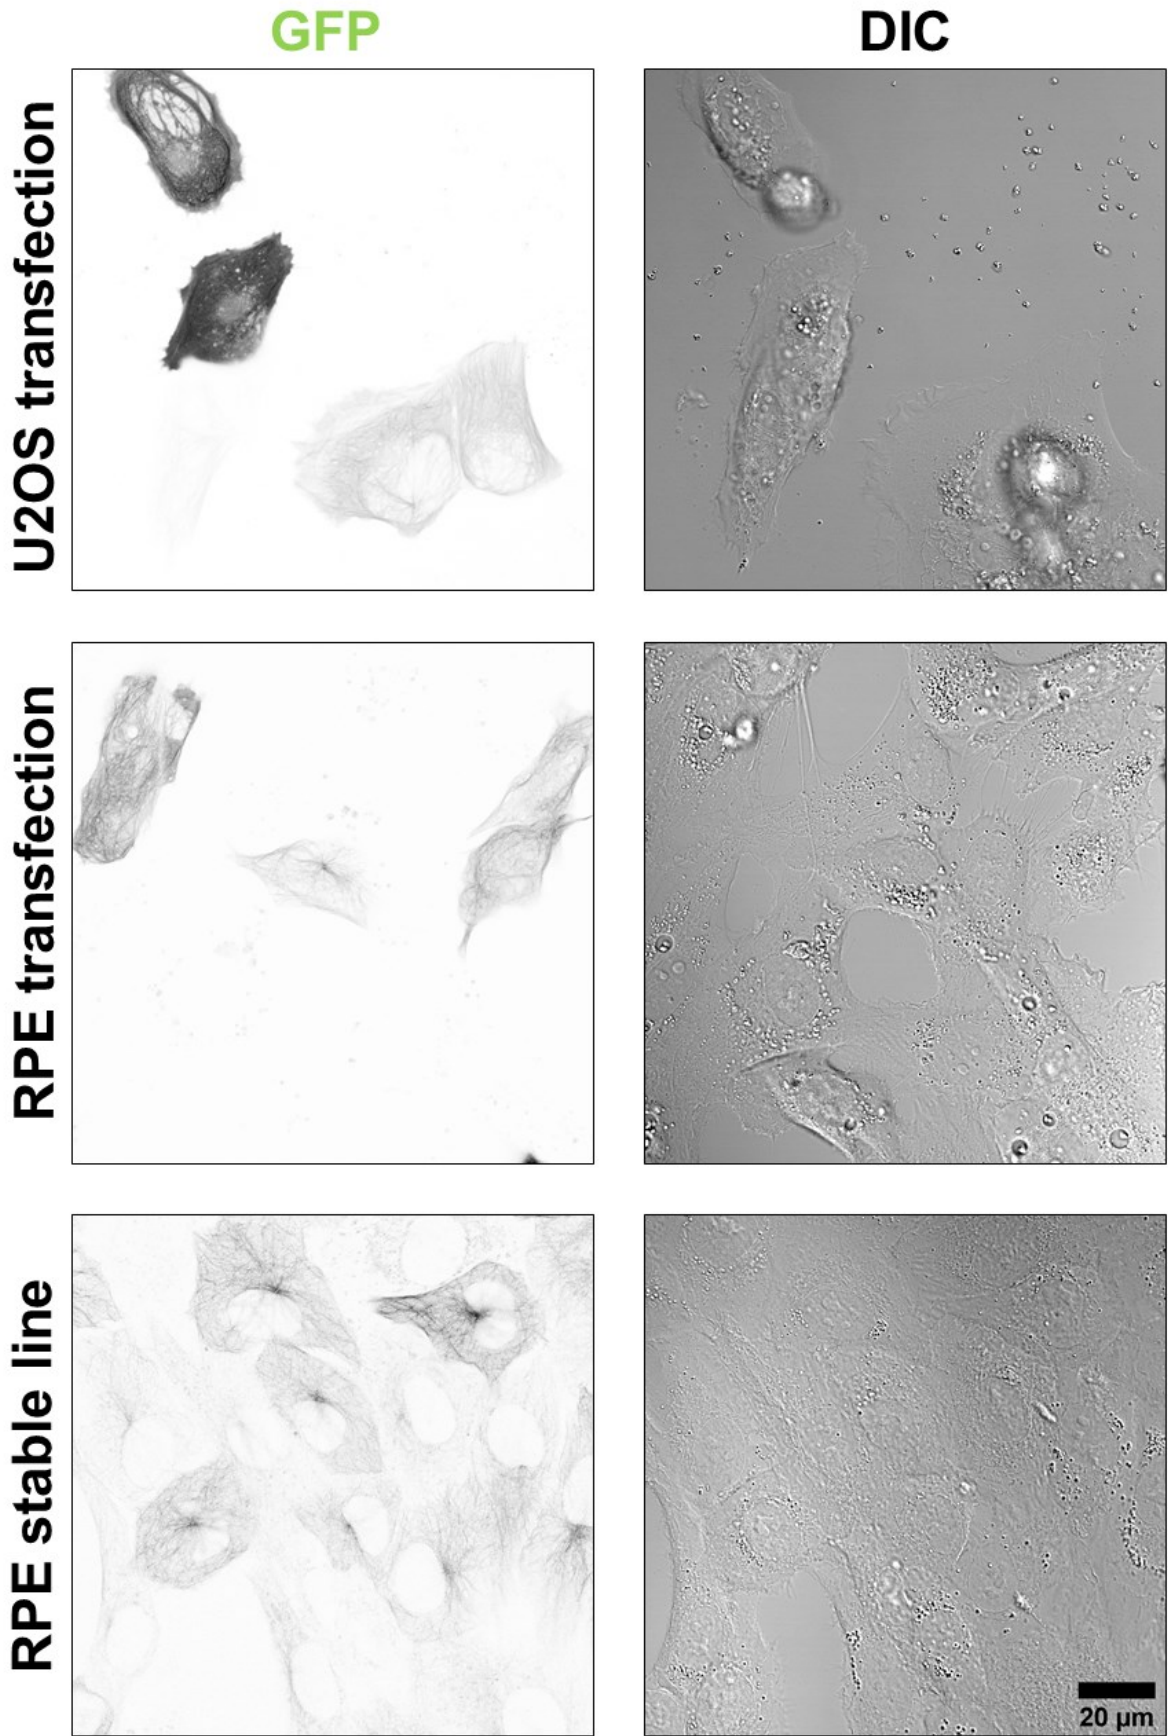 GFP
DIC
U2OS transfection
RPE transfection
RPE stable line
20 µm